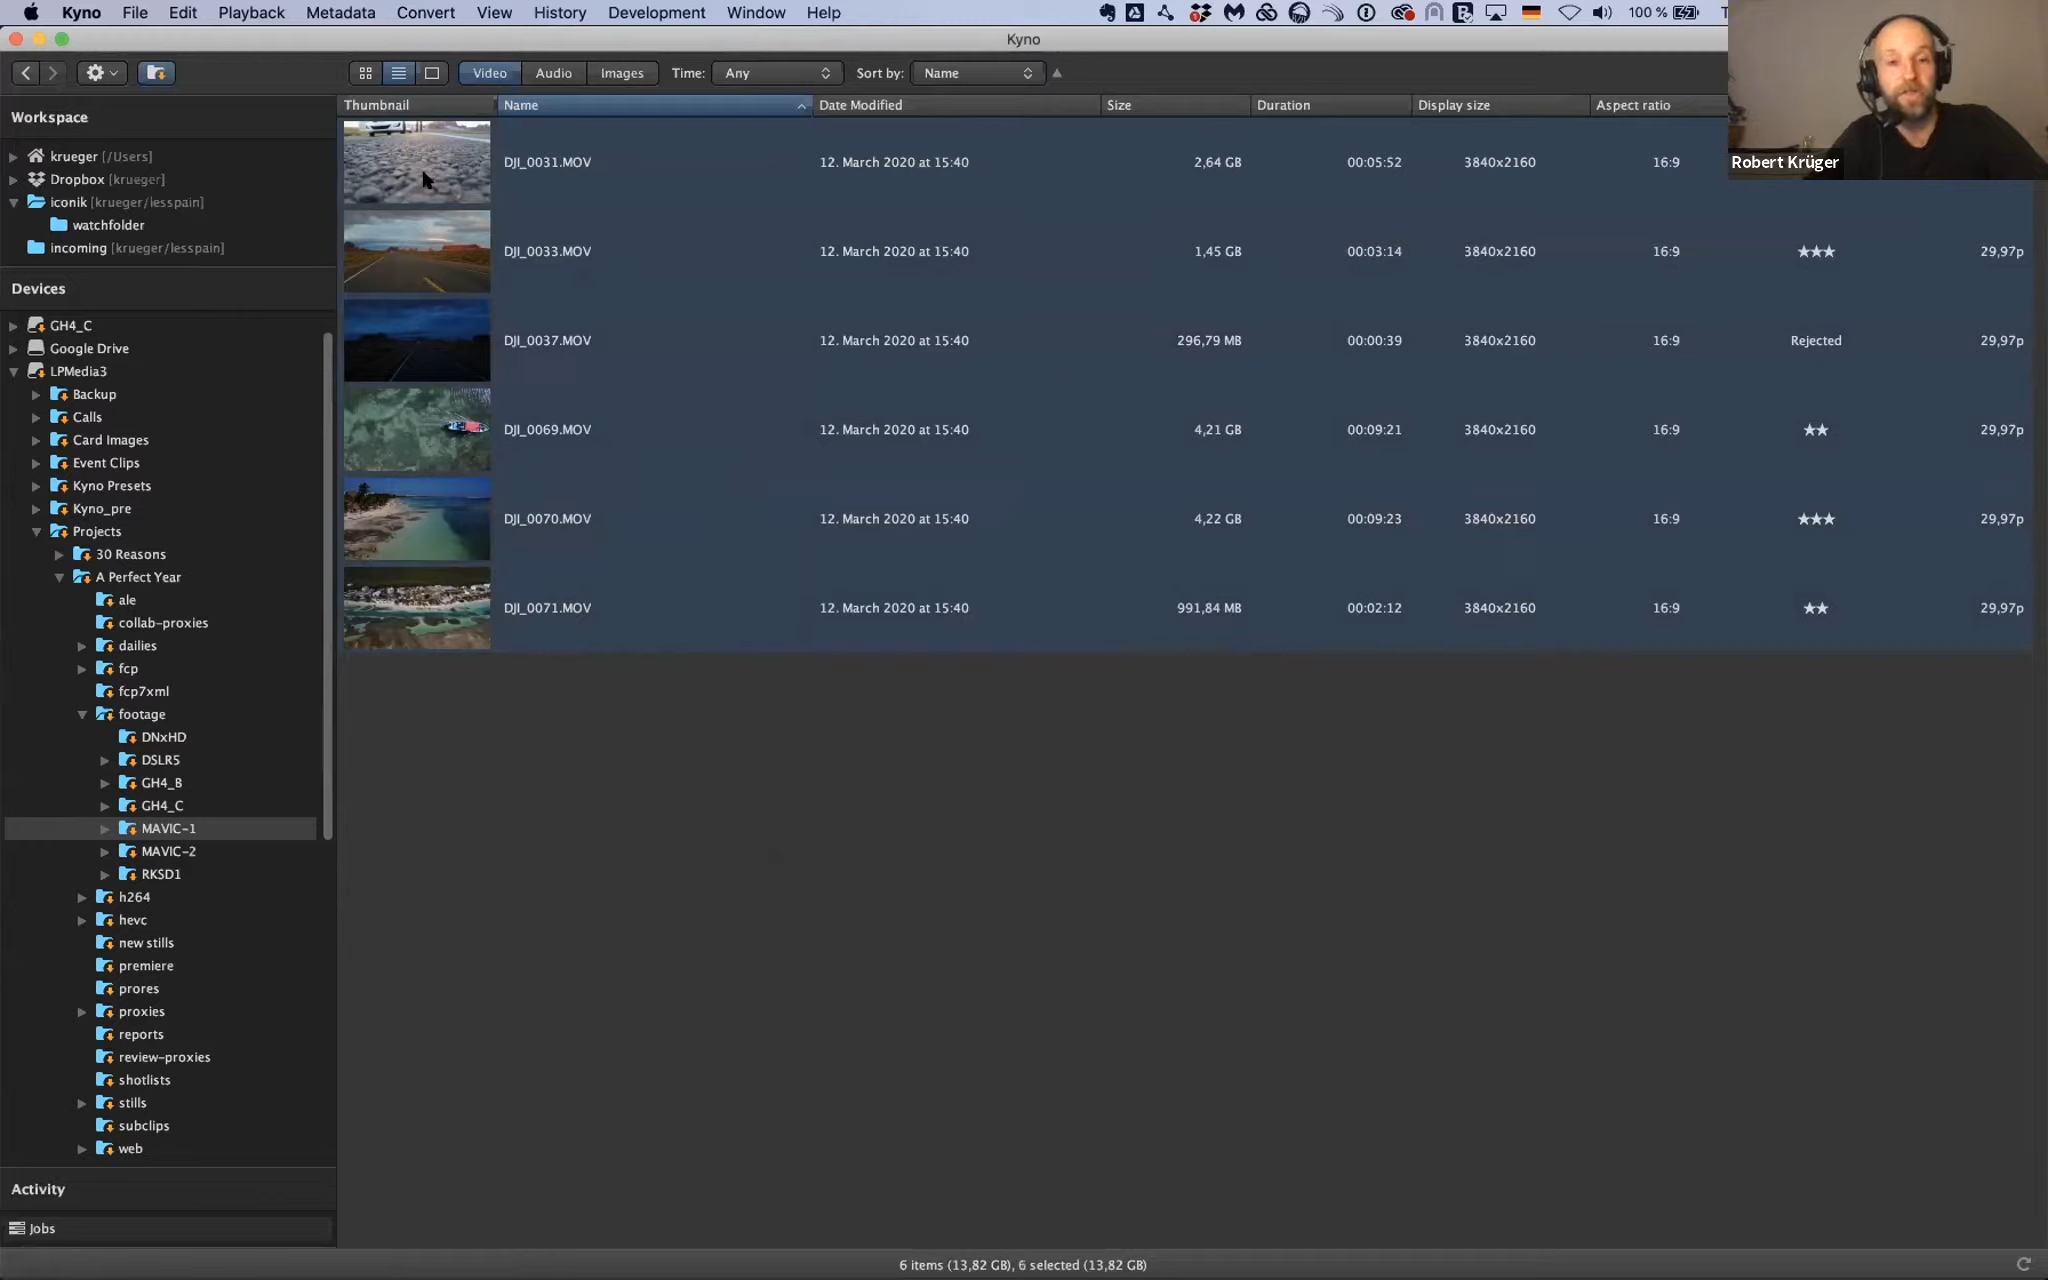 Kyno File Edit Playback Metadata Convert View History Development Window Help 100 %
Kyno
Video Audio Images Time: Any Sort by: Name
Workspace
krueger [/Users]
Dropbox [krueger]
iconik [krueger/lesspain]
watchfolder
incoming [krueger/lesspain]
Devices
GH4_C
Google Drive
LPMedia3
Backup
Calls
Card Images
Event Clips
Kyno Presets
Kyno_pre
Projects
30 Reasons
A Perfect Year
ale
collab-proxies
dailies
fcp
fcp7xml
footage
DNxHD
DSLR5
GH4_B
GH4_C
MAVIC-1
MAVIC-2
RKSD1
h264
hevc
new stills
premiere
prores
proxies
reports
review-proxies
shotlists
stills
subclips
web
Activity
Jobs
Thumbnail Name Date Modified Size Duration Display size Aspect ratio
DJI_0031.MOV 12. March 2020 at 15:40 2,64 GB 00:05:52 3840x2160 16:9
DJI_0033.MOV 12. March 2020 at 15:40 1,45 GB 00:03:14 3840x2160 16:9 ★★★ 29,97p
DJI_0037.MOV 12. March 2020 at 15:40 296,79 MB 00:00:39 3840x2160 16:9 Rejected 29,97p
DJI_0069.MOV 12. March 2020 at 15:40 4,21 GB 00:09:21 3840x2160 16:9 ★★ 29,97p
DJI_0070.MOV 12. March 2020 at 15:40 4,22 GB 00:09:23 3840x2160 16:9 ★★★ 29,97p
DJI_0071.MOV 12. March 2020 at 15:40 991,84 MB 00:02:12 3840x2160 16:9 ★★ 29,97p
Robert Krüger
6 items (13,82 GB), 6 selected (13,82 GB)